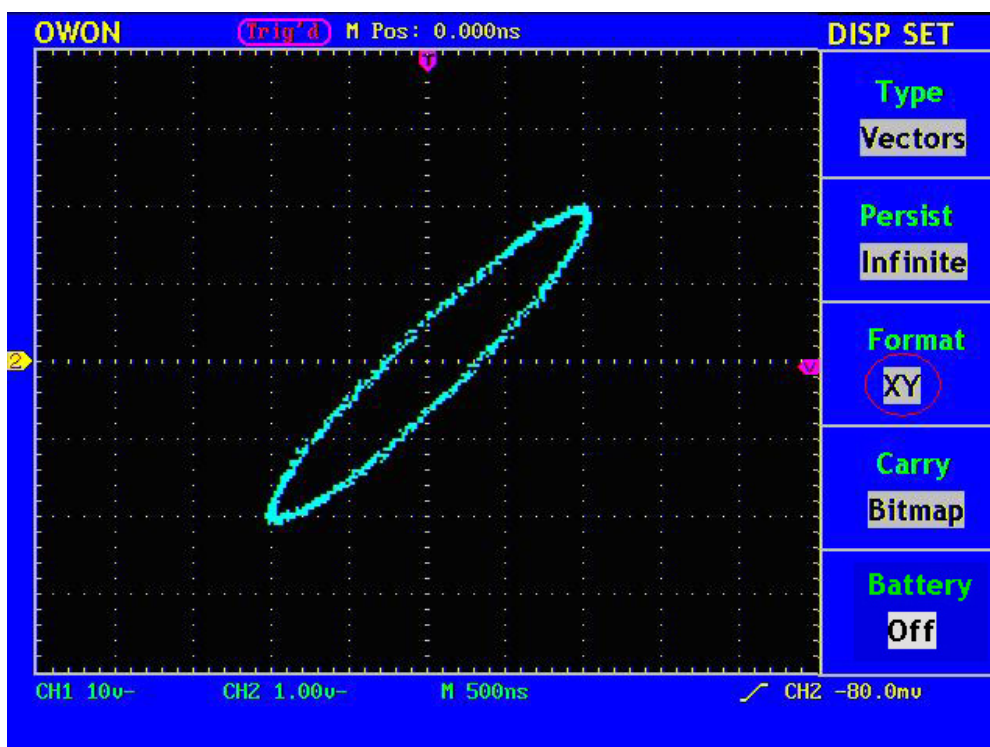 OWON Trig'd M Pos: 0.000ns DISP SET
T
Type
Vectors
Persist
Infinite
2
Format
XY
Carry
Bitmap
Battery
Off
CH1 10v- CH2 1.00v- M 500ns CH2 -80.0mv